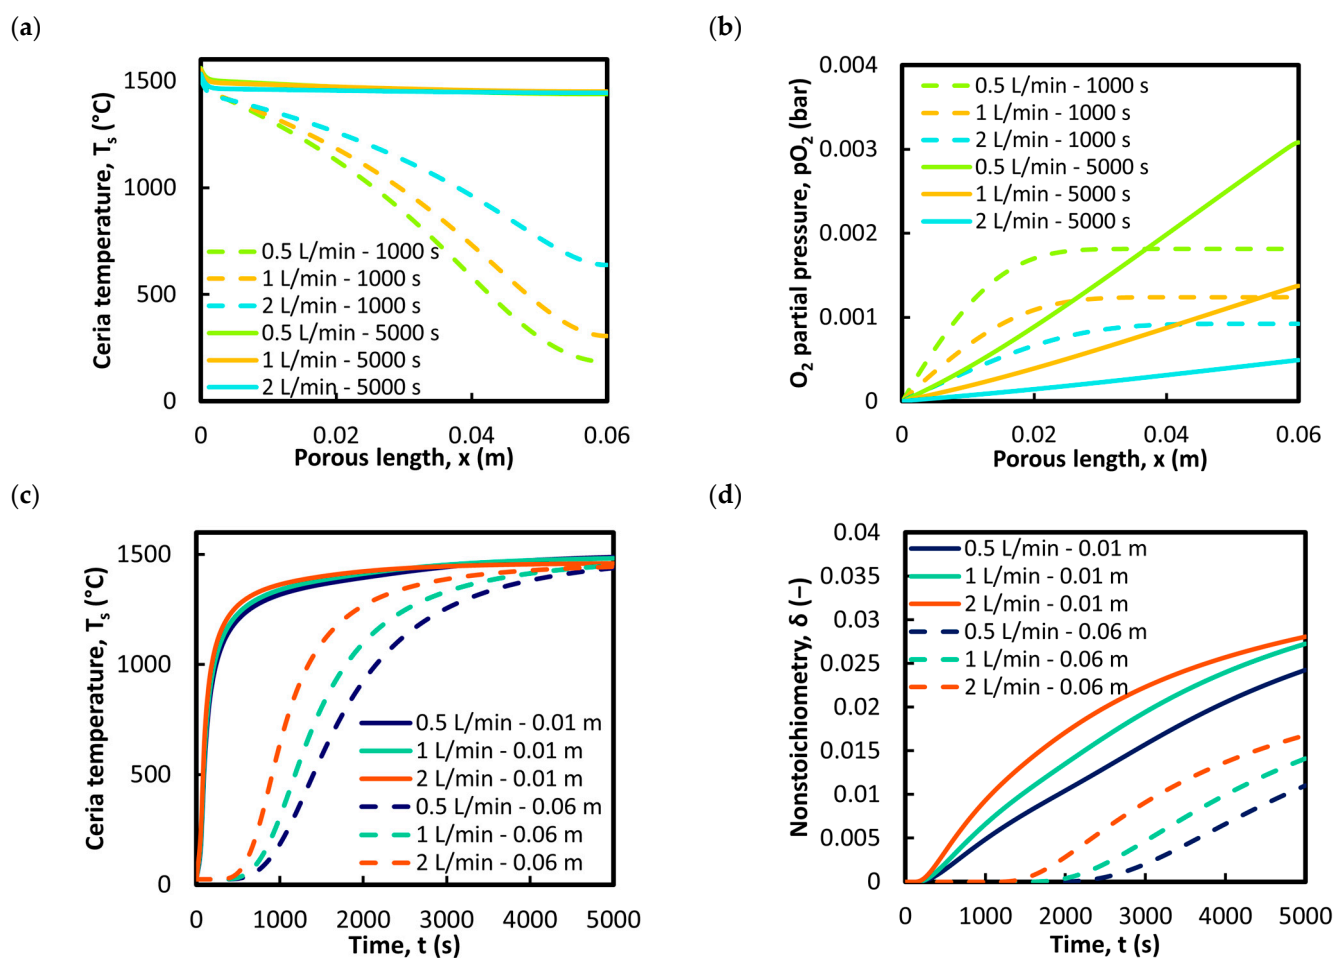 (a)
Ceria temperature, Tₛ (°C)
1500
1000
500
0
0.5 L/min - 1000 s
1 L/min - 1000 s
2 L/min - 1000 s
0.5 L/min - 5000 s
1 L/min - 5000 s
2 L/min - 5000 s
0
0.02
0.04
0.06
Porous length, x (m)
(b)
O₂ partial pressure, pO₂ (bar)
0.004
0.003
0.002
0.001
0
0.5 L/min - 1000 s
1 L/min - 1000 s
2 L/min - 1000 s
0.5 L/min - 5000 s
1 L/min - 5000 s
2 L/min - 5000 s
0
0.02
0.04
0.06
Porous length, x (m)
(c)
Ceria temperature, Tₛ (°C)
1500
1000
500
0
0.5 L/min - 0.01 m
1 L/min - 0.01 m
2 L/min - 0.01 m
0.5 L/min - 0.06 m
1 L/min - 0.06 m
2 L/min - 0.06 m
0
1000
2000
3000
4000
5000
Time, t (s)
(d)
Nonstoichiometry, δ (−)
0.04
0.035
0.03
0.025
0.02
0.015
0.01
0.005
0
0.5 L/min - 0.01 m
1 L/min - 0.01 m
2 L/min - 0.01 m
0.5 L/min - 0.06 m
1 L/min - 0.06 m
2 L/min - 0.06 m
0
1000
2000
3000
4000
5000
Time, t (s)